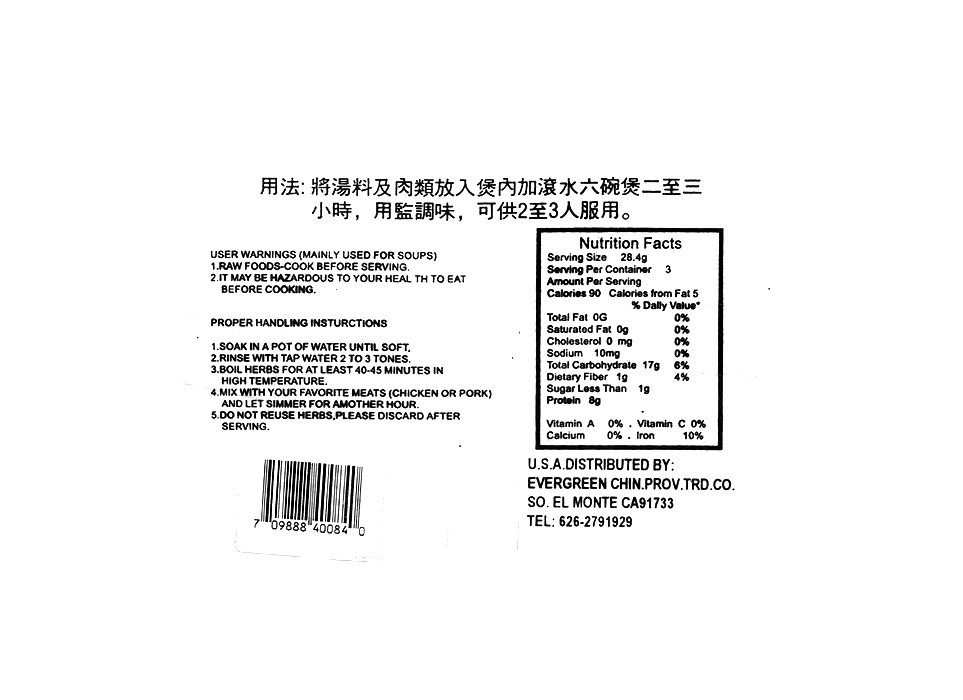 用法: 將湯料及肉類放入煲內加滾水六碗煲二至三
小時，用監調味，可供2至3人服用。
USER WARNINGS (MAINLY USED FOR SOUPS)
1.RAW FOODS-COOK BEFORE SERVING.
2.IT MAY BE HAZARDOUS TO YOUR HEAL TH TO EAT
BEFORE COOKING.
PROPER HANDLING INSTURCTIONS
1.SOAK IN A POT OF WATER UNTIL SOFT.
2.RINSE WITH TAP WATER 2 TO 3 TONES.
3.BOIL HERBS FOR AT LEAST 40-45 MINUTES IN
HIGH TEMPERATURE.
4.MIX WITH YOUR FAVORITE MEATS (CHICKEN OR PORK)
AND LET SIMMER FOR AMOTHER HOUR.
5.DO NOT REUSE HERBS,PLEASE DISCARD AFTER
SERVING.
7 09888 40084 0
Nutrition Facts
Serving Size 28.4g
Serving Per Container 3
Amount Per Serving
Calories 90 Calories from Fat 5
% Daily Value*
Total Fat 0G 0%
Saturated Fat 0g 0%
Cholesterol 0 mg 0%
Sodium 10mg 0%
Total Carbohydrate 17g 6%
Dietary Fiber 1g 4%
Sugar Less Than 1g
Protein 8g
Vitamin A 0% . Vitamin C 0%
Calcium 0% . Iron 10%
U.S.A.DISTRIBUTED BY:
EVERGREEN CHIN.PROV.TRD.CO.
SO. EL MONTE CA91733
TEL: 626-2791929